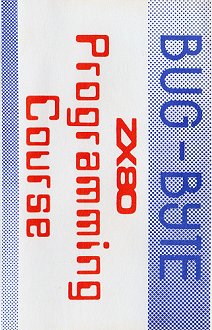 BUG-BYTE
ZX80
Programming
Course